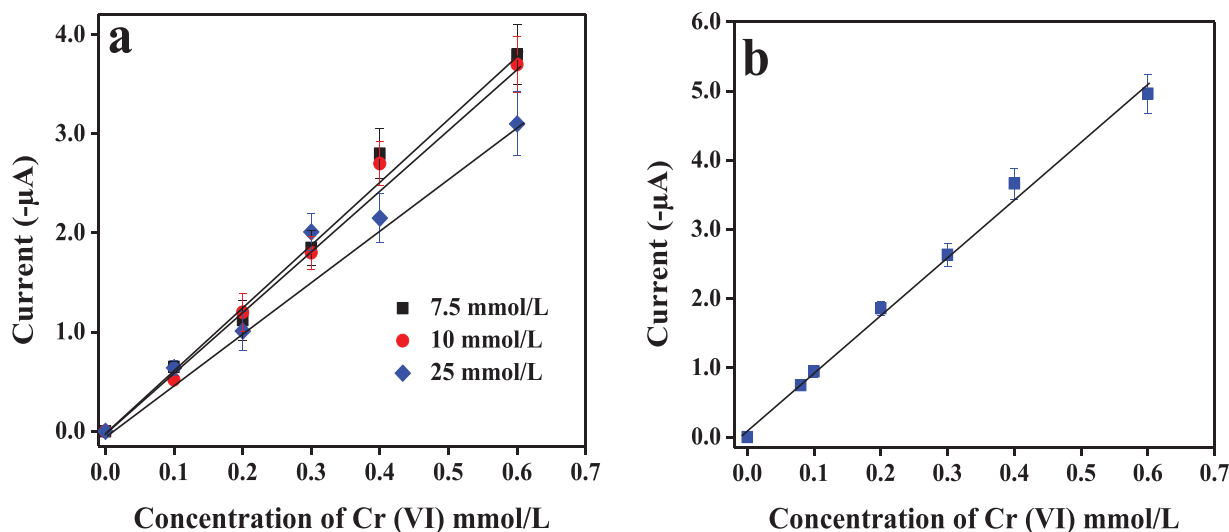 a
4.0
3.0
2.0
1.0
0.0
Current (-µA)
7.5 mmol/L
10 mmol/L
25 mmol/L
0.0 0.1 0.2 0.3 0.4 0.5 0.6 0.7
Concentration of Cr (VI) mmol/L
b
6.0
5.0
4.0
3.0
2.0
1.0
0.0
Current (-µA)
0.0 0.1 0.2 0.3 0.4 0.5 0.6 0.7
Concentration of Cr (VI) mmol/L